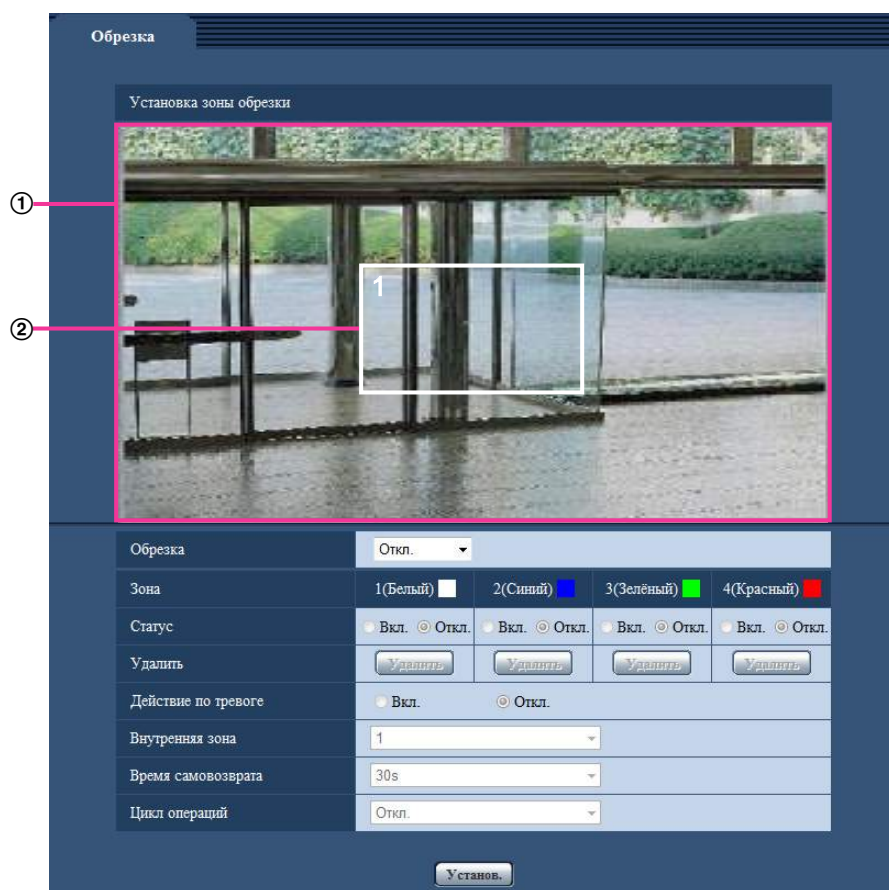 Обрезка
Установка зоны обрезки
①
②
1
Обрезка Откл.
Зона 1(Белый) 2(Синий) 3(Зелёный) 4(Красный)
Статус Вкл. Откл. Вкл. Откл. Вкл. Откл. Вкл. Откл.
Удалить Удалить Удалить Удалить Удалить
Действие по тревоге Вкл. Откл.
Внутренняя зона 1
Время самовозврата 30s
Цикл операций Откл.
Установ.